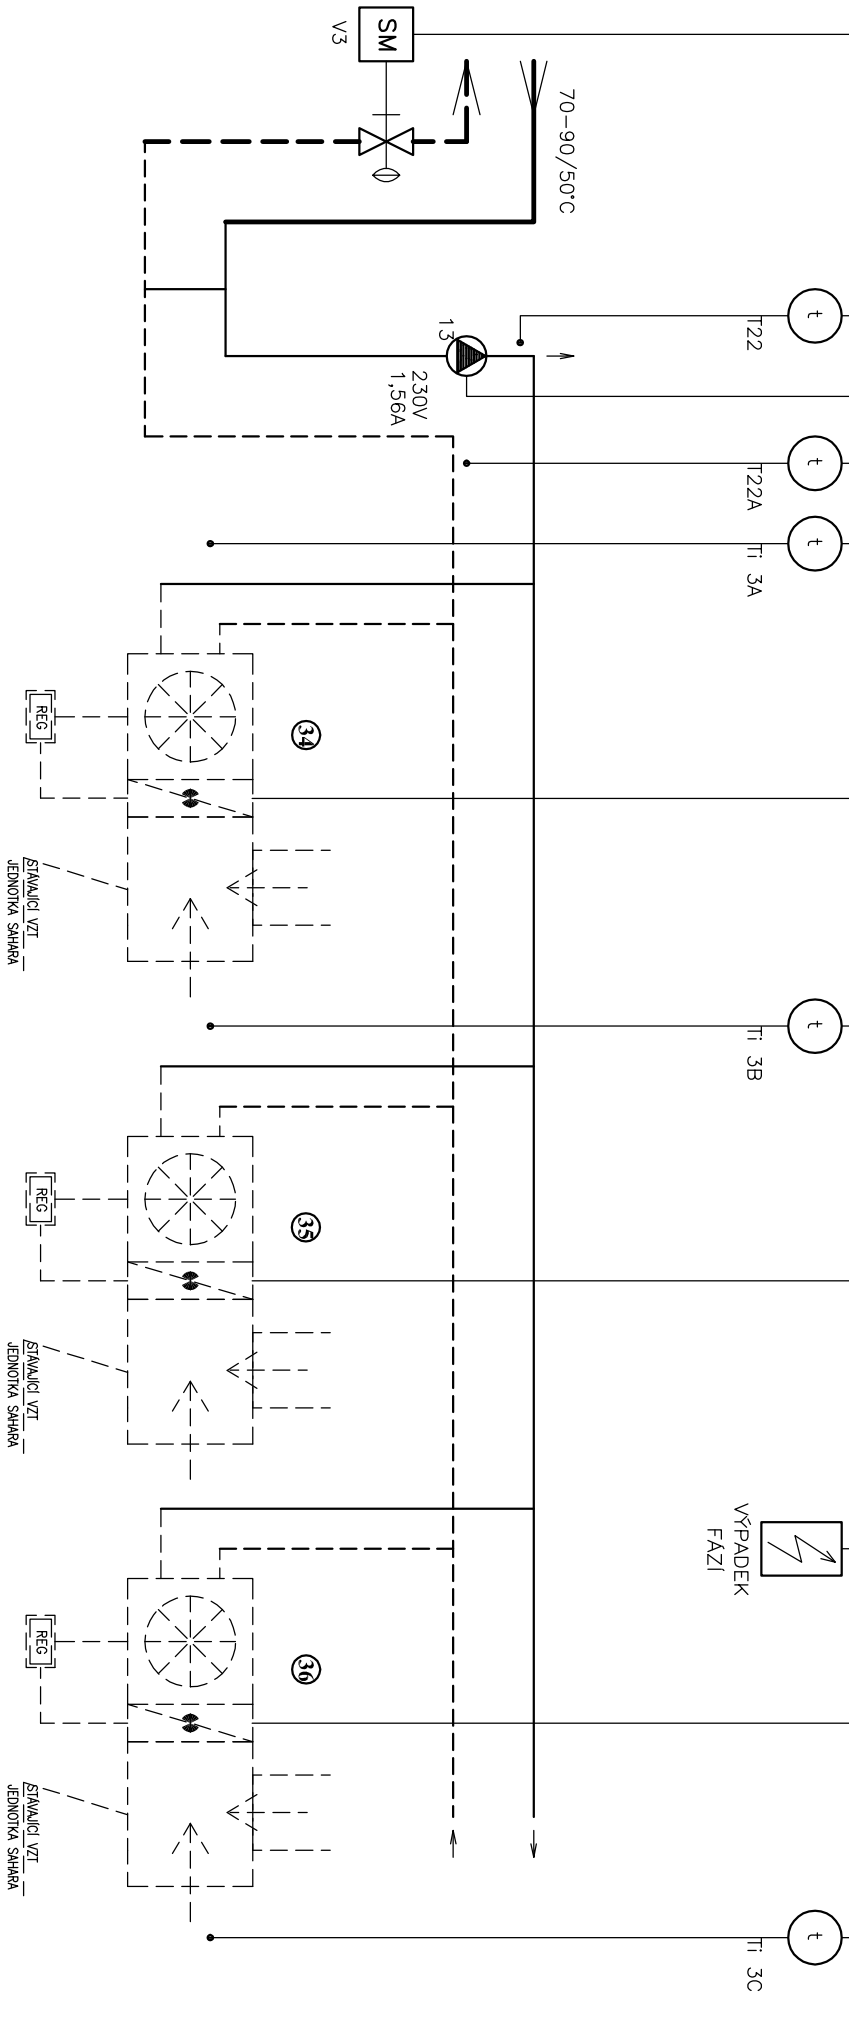 SM
V3
70-90/50°C
t
T22
13
230V
1,56A
t
T22A
t
Ti 3A
34
REG
STÁVAJÍCÍ VZT
JEDNOTKA SAHARA
t
Ti 3B
35
REG
STÁVAJÍCÍ VZT
JEDNOTKA SAHARA
VÝPADEK
FÁZÍ
36
REG
STÁVAJÍCÍ VZT
JEDNOTKA SAHARA
t
Ti 3C